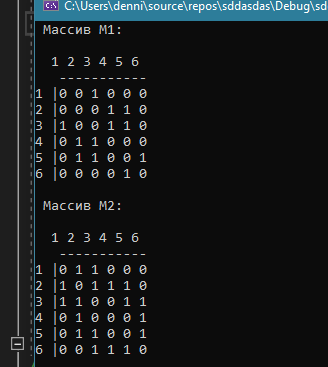 C:\Users\denni\source\repos\sddasdas\Debug\sd
Массив M1:
1 2 3 4 5 6
-----------
1 |0 0 1 0 0 0
2 |0 0 0 1 1 0
3 |1 0 0 1 1 0
4 |0 1 1 0 0 0
5 |0 1 1 0 0 1
6 |0 0 0 0 1 0
Массив M2:
1 2 3 4 5 6
-----------
1 |0 1 1 0 0 0
2 |1 0 1 1 1 0
3 |1 1 0 0 1 1
4 |0 1 0 0 0 1
5 |0 1 1 0 0 1
6 |0 0 1 1 1 0